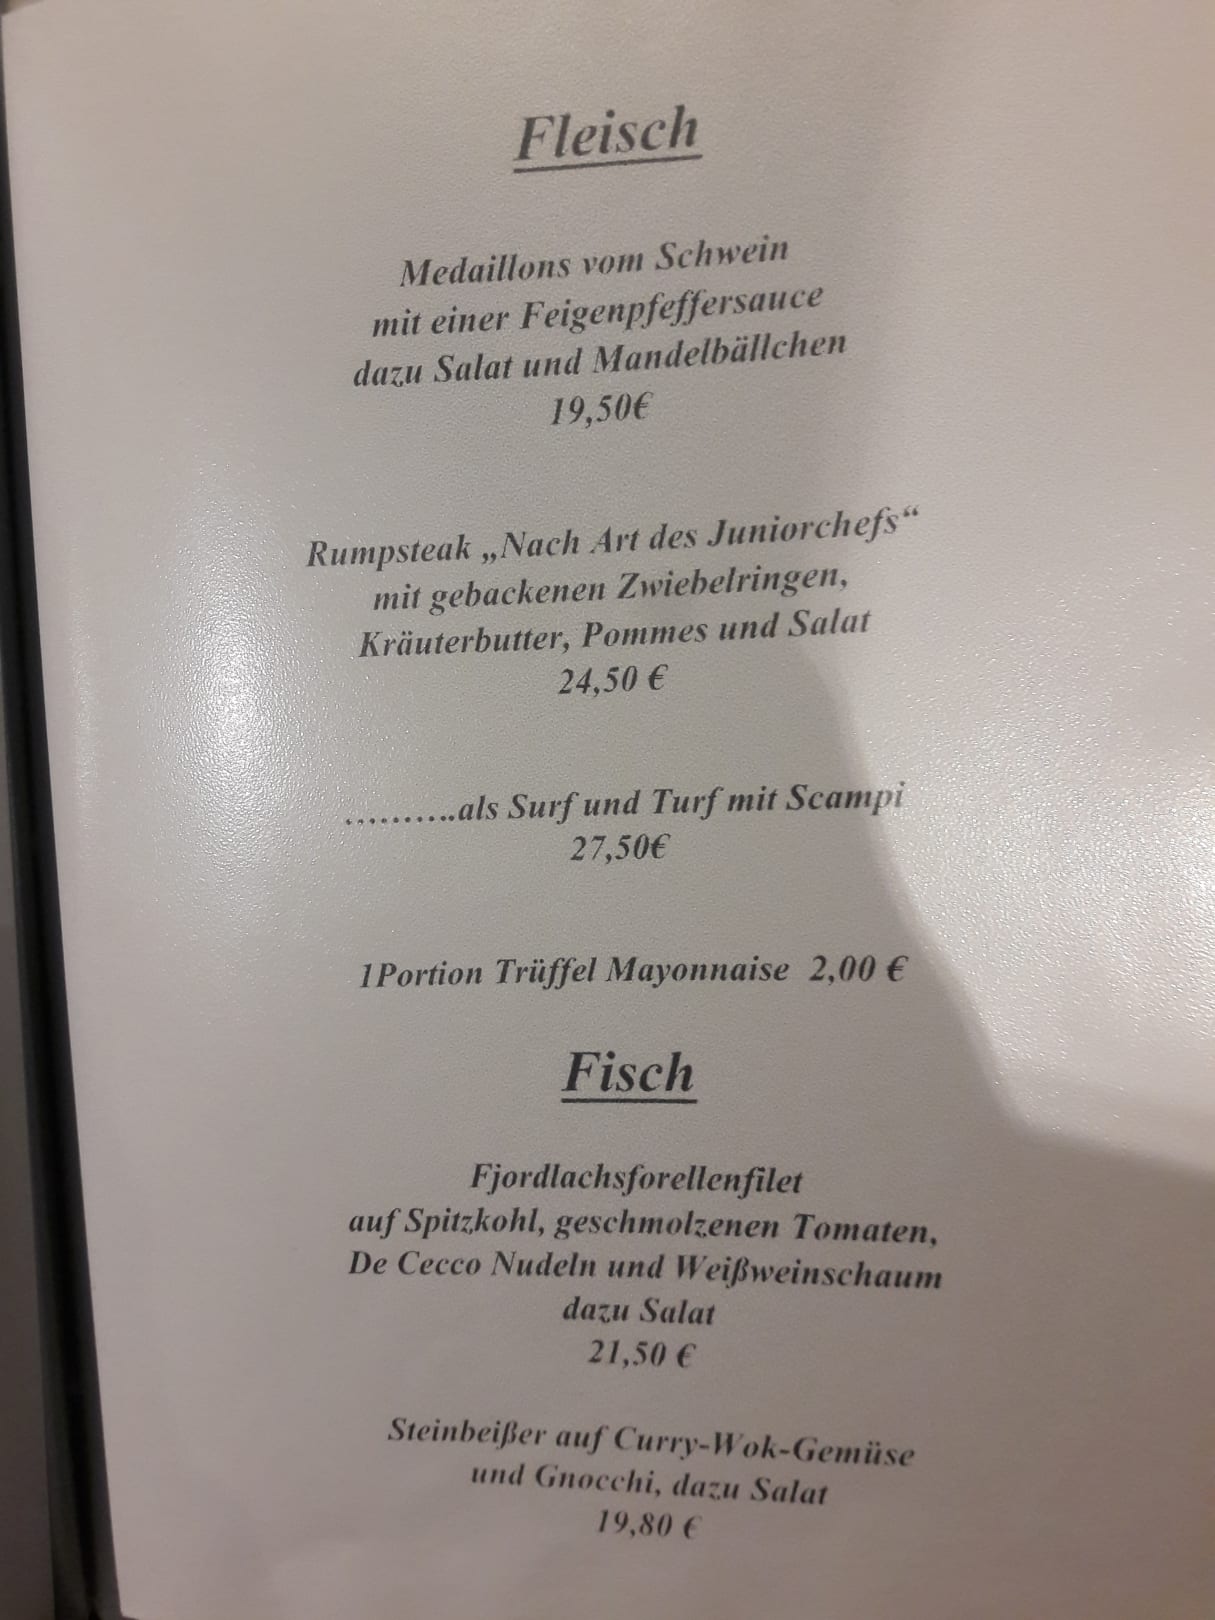 Fleisch
Medaillons vom Schwein
mit einer Feigenpfeffersauce
dazu Salat und Mandelbällchen
19,50€
Rumpsteak „Nach Art des Juniorchefs“
mit gebackenen Zwiebelringen,
Kräuterbutter, Pommes und Salat
24,50 €
..........als Surf und Turf mit Scampi
27,50€
1Portion Trüffel Mayonnaise 2,00 €
Fisch
Fjordlachsforellenfilet
auf Spitzkohl, geschmolzenen Tomaten,
De Cecco Nudeln und Weißweinschaum
dazu Salat
21,50 €
Steinbeißer auf Curry-Wok-Gemüse
und Gnocchi, dazu Salat
19,80 €